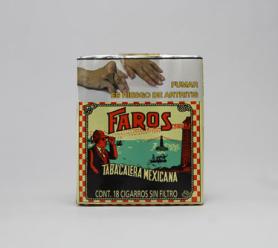 FUMAR
ES RIESGO DE ARTRITIS
FAROS
TABACALERA MEXICANA
CONT. 18 CIGARROS SIN FILTRO